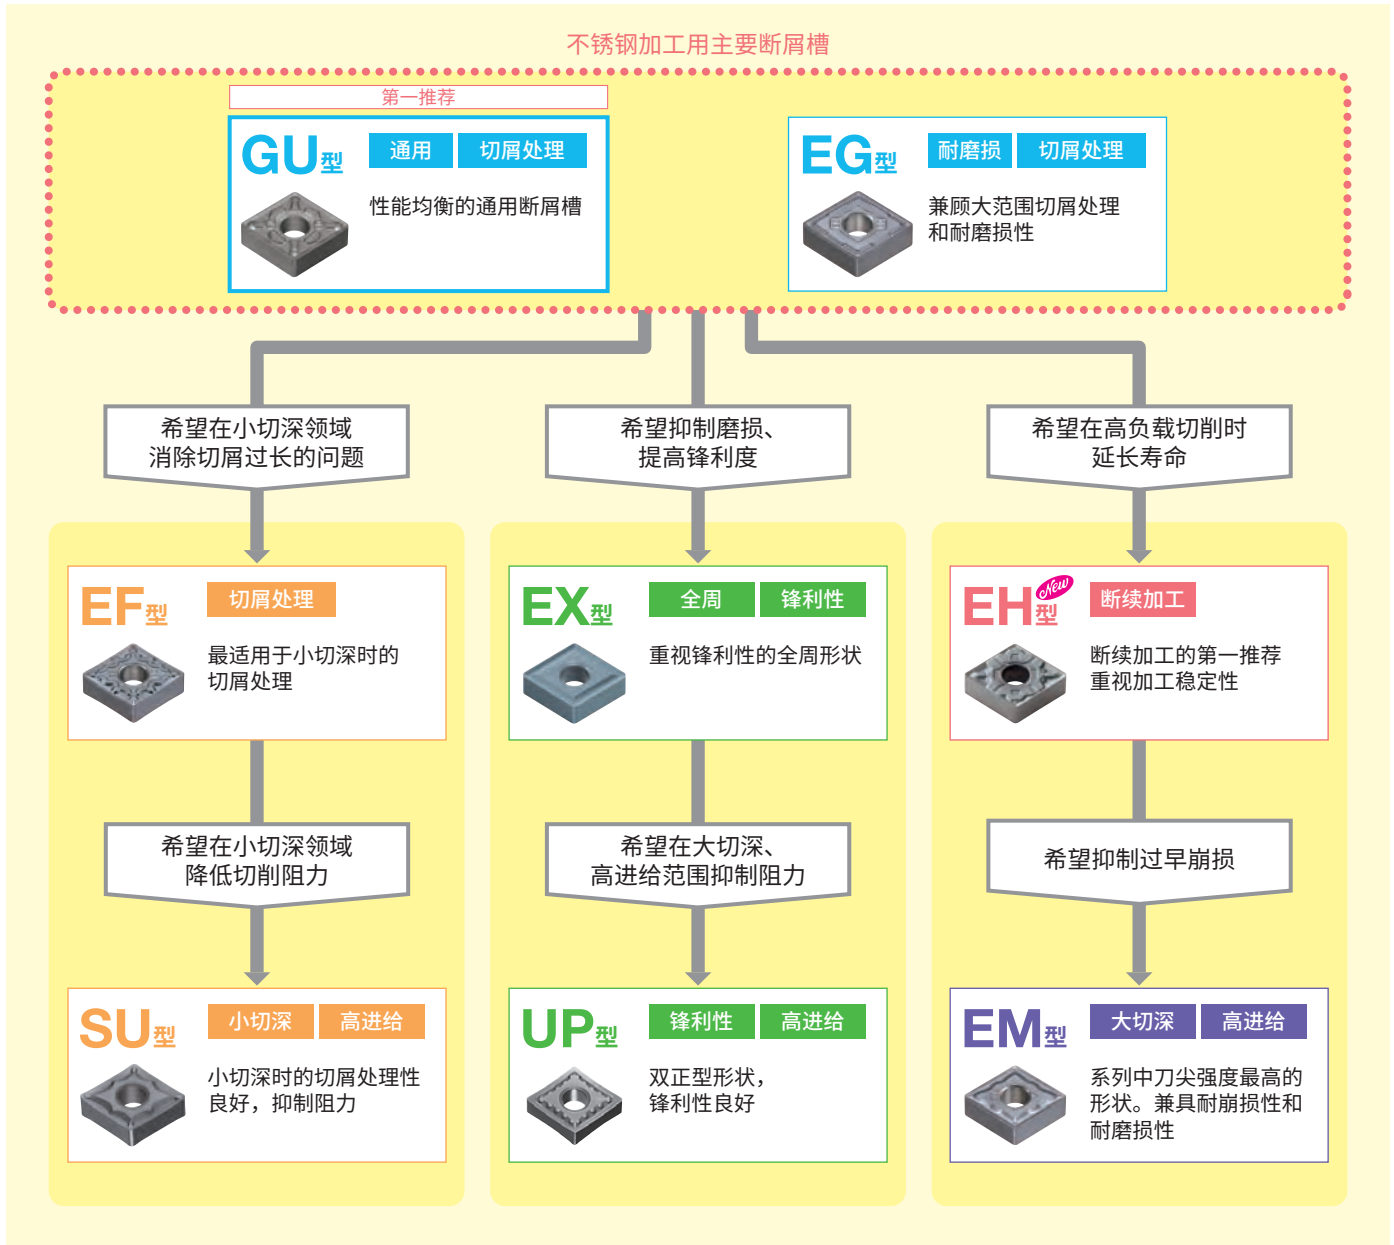 不锈钢加工用主要断屑槽
第一推荐
GU型
通用
切屑处理
性能均衡的通用断屑槽
EG型
耐磨损
切屑处理
兼顾大范围切屑处理
和耐磨损性
希望在小切深领域
消除切屑过长的问题
希望抑制磨损、
提高锋利度
希望在高负载切削时
延长寿命
EF型
切屑处理
最适用于小切深时的
切屑处理
EX型
全周
锋利性
重视锋利性的全周形状
EH型
New
断续加工
断续加工的第一推荐
重视加工稳定性
希望在小切深领域
降低切削阻力
希望在大切深、
高进给范围抑制阻力
希望抑制过早崩损
SU型
小切深
高进给
小切深时的切屑处理性
良好，抑制阻力
UP型
锋利性
高进给
双正型形状，
锋利性良好
EM型
大切深
高进给
系列中刀尖强度最高的
形状。兼具耐崩损性和
耐磨损性